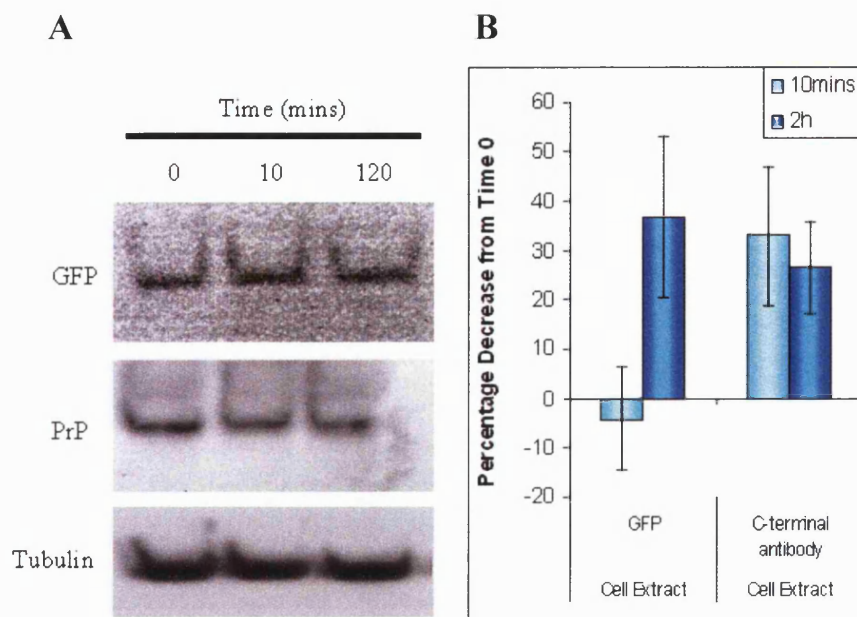 A
Time (mins)
0 10 120
GFP
PrP
Tubulin
B
10mins
2h
Percentage Decrease from Time 0
60
50
40
30
20
10
0
-10
-20
GFP
C-terminal
antibody
Cell Extract
Cell Extract